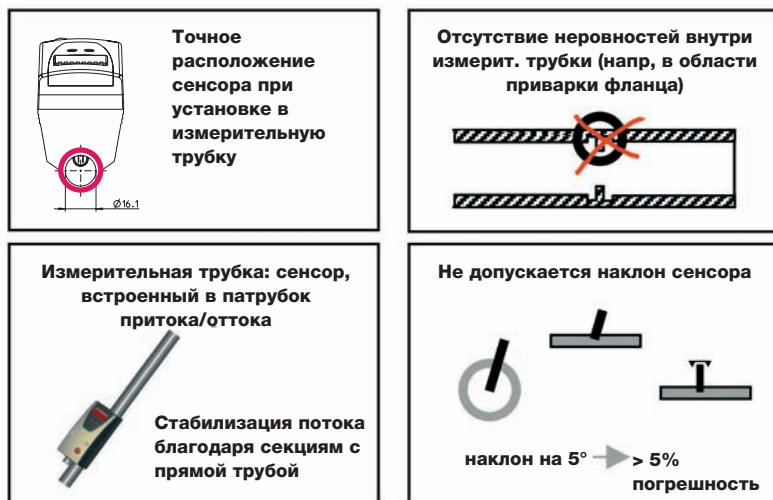 Точное
расположение
сенсора при
установке в
измерительную
трубку
Ø16.1
Отсутствие неровностей внутри
измерит. трубки (напр, в области
приварки фланца)
Измерительная трубка: сенсор,
встроенный в патрубок
притока/оттока
Стабилизация потока
благодаря секциям с
прямой трубой
Не допускается наклон сенсора
наклон на 5° > 5%
погрешность